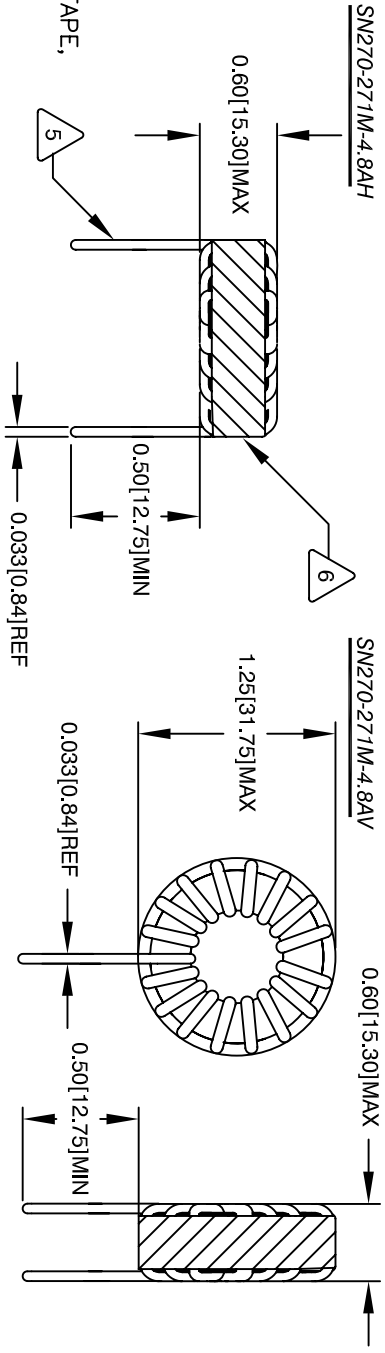 SN270-271M-4.8AH
0.60[15.30]MAX
TAPE,
5
6
0.50[12.75]MIN
0.033[0.84]REF
SN270-271M-4.8AV
1.25[31.75]MAX
0.033[0.84]REF
0.60[15.30]MAX
0.50[12.75]MIN